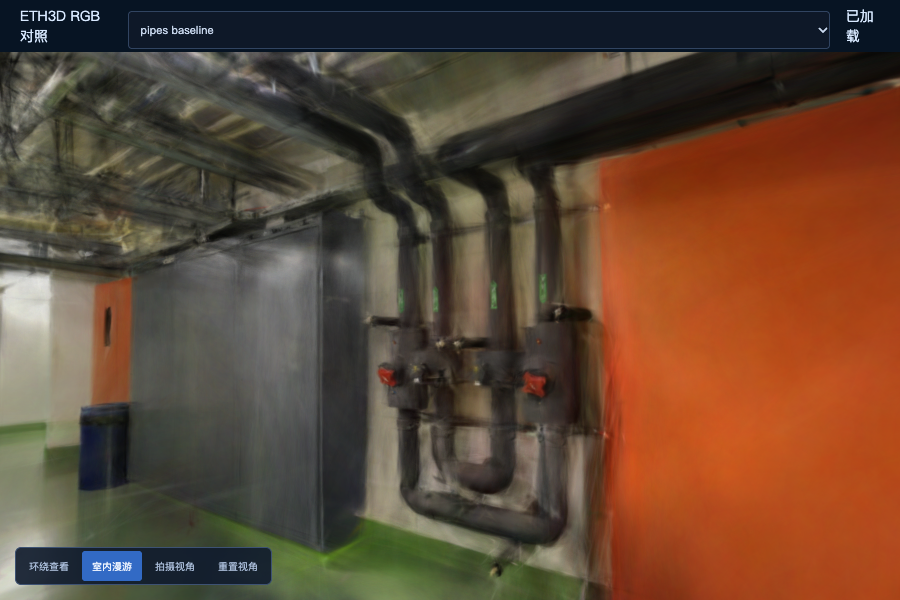 ETH3D RGB
对照
pipes baseline
已加
载
环绕查看 室内漫游 拍摄视角 重置视角